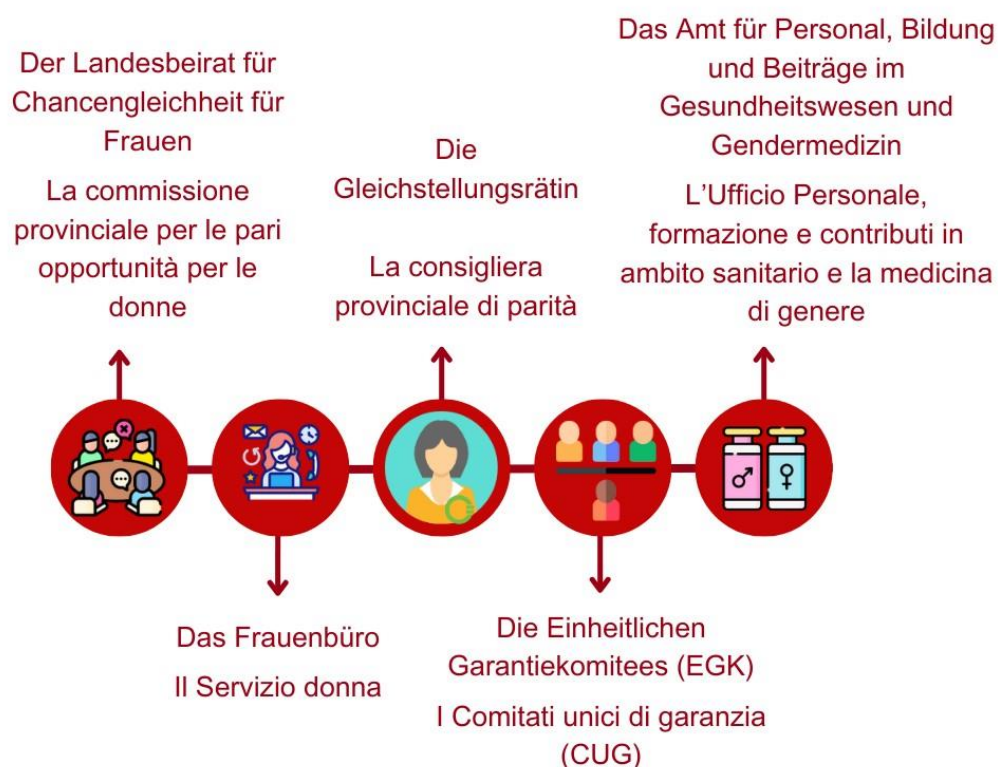 Der Landesbeirat für
Chancengleichheit für
Frauen
La commissione
provinciale per le pari
opportunità per le
donne
Die
Gleichstellungsrätin
La consigliera
provinciale di parità
Das Amt für Personal, Bildung
und Beiträge im
Gesundheitswesen und
Gendermedizin
L'Ufficio Personale,
formazione e contributi in
ambito sanitario e la medicina
di genere
Das Frauenbüro
Il Servizio donna
Die Einheitlichen
Garantiekomitees (EGK)
I Comitati unici di garanzia
(CUG)